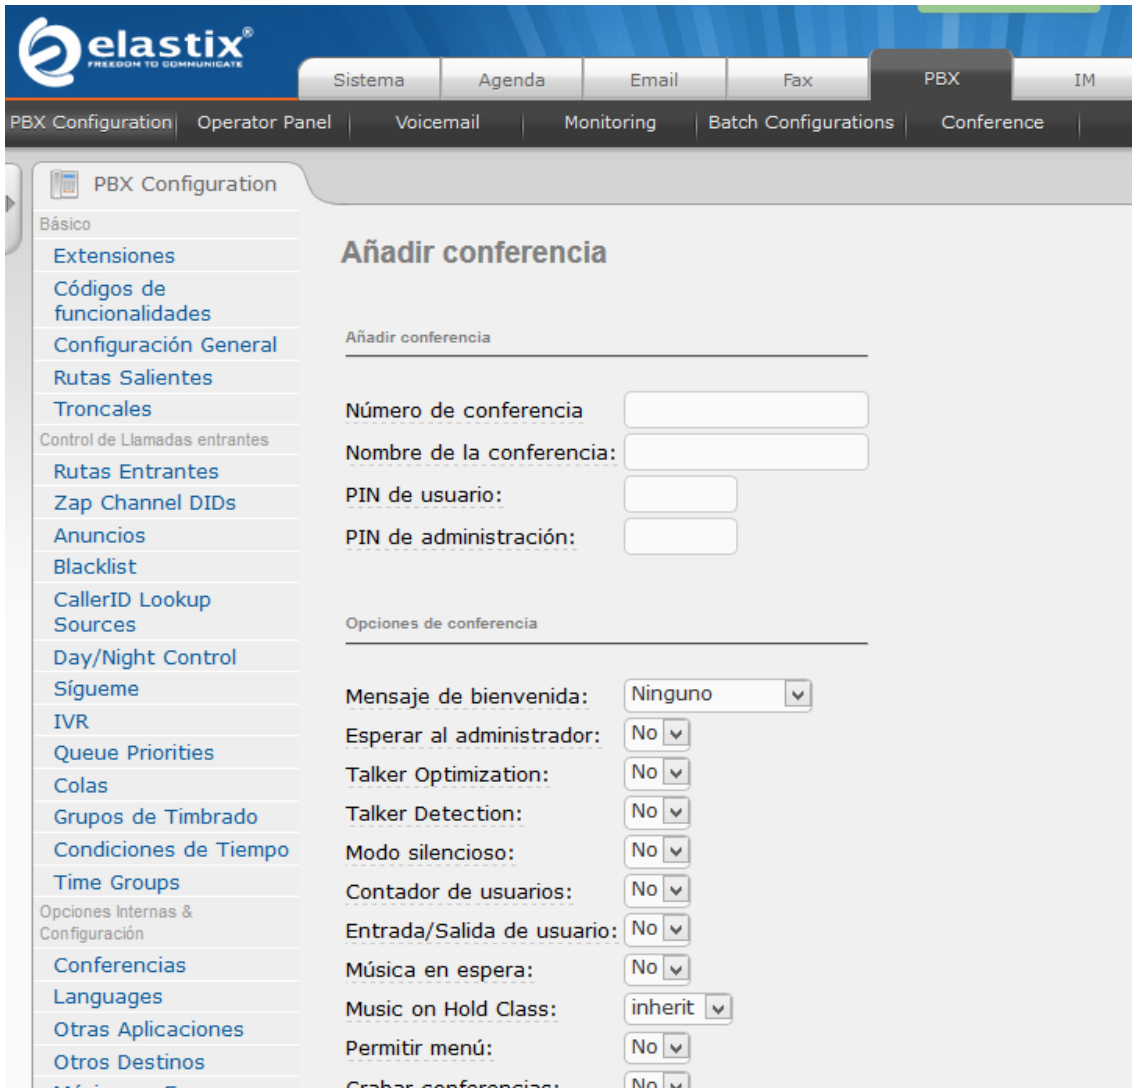 elastix®
FREEDOM TO COMMUNICATE
Sistema Agenda Email Fax PBX IM
PBX Configuration Operator Panel Voicemail Monitoring Batch Configurations Conference
PBX Configuration
Básico
Extensiones
Códigos de
funcionalidades
Configuración General
Rutas Salientes
Troncales
Control de Llamadas entrantes
Rutas Entrantes
Zap Channel DIDs
Anuncios
Blacklist
CallerID Lookup
Sources
Day/Night Control
Sígueme
IVR
Queue Priorities
Colas
Grupos de Timbrado
Condiciones de Tiempo
Time Groups
Opciones Internas &
Configuración
Conferencias
Languages
Otras Aplicaciones
Otros Destinos
Añadir conferencia
Añadir conferencia
Número de conferencia
Nombre de la conferencia:
PIN de usuario:
PIN de administración:
Opciones de conferencia
Mensaje de bienvenida: Ninguno
Esperar al administrador: No
Talker Optimization: No
Talker Detection: No
Modo silencioso: No
Contador de usuarios: No
Entrada/Salida de usuario: No
Música en espera: No
Music on Hold Class: inherit
Permitir menú: No
Grabar conferencias: No